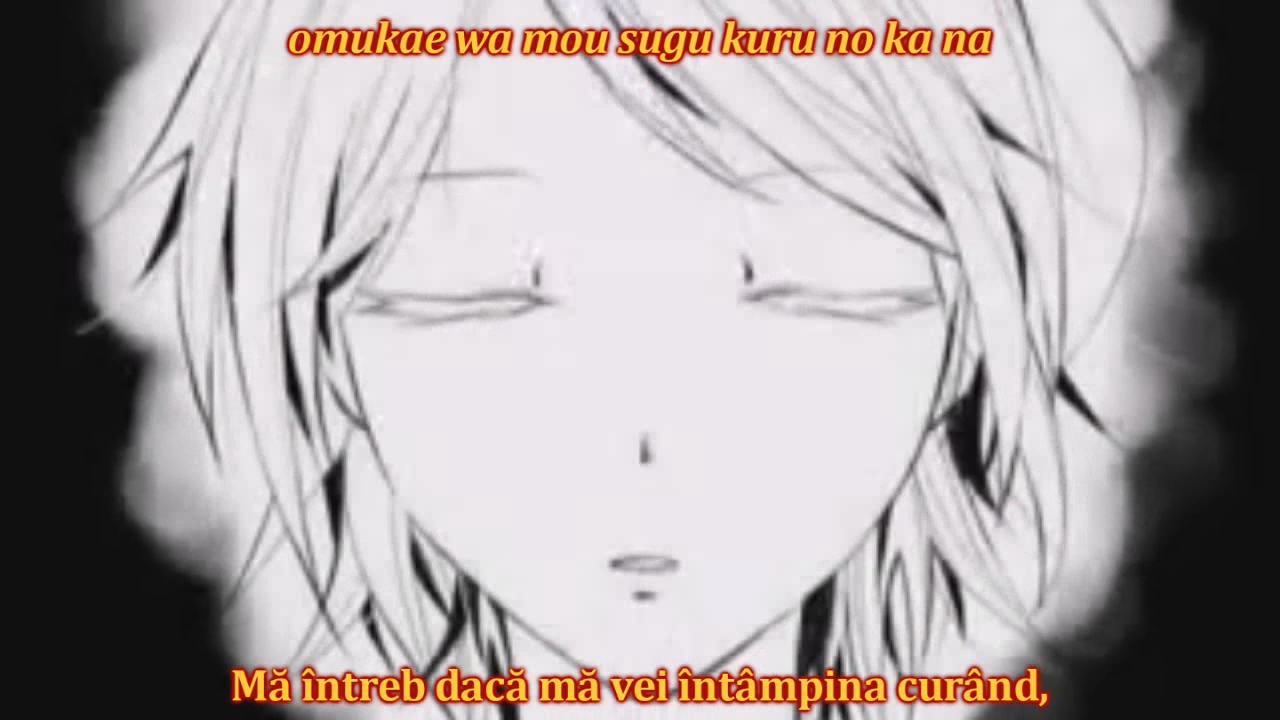 omukae wa mou sugu kuru no ka na
Mă întreb dacă mă vei întâmpina curând,